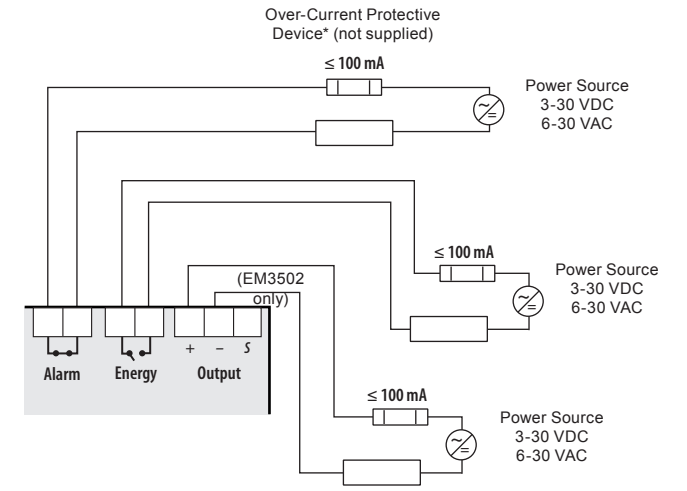 Over-Current Protective
Device* (not supplied)
≤ 100 mA
Power Source
3-30 VDC
6-30 VAC
≤ 100 mA
Power Source
3-30 VDC
6-30 VAC
(EM3502
only)
+ – S
Alarm Energy Output
≤ 100 mA
Power Source
3-30 VDC
6-30 VAC